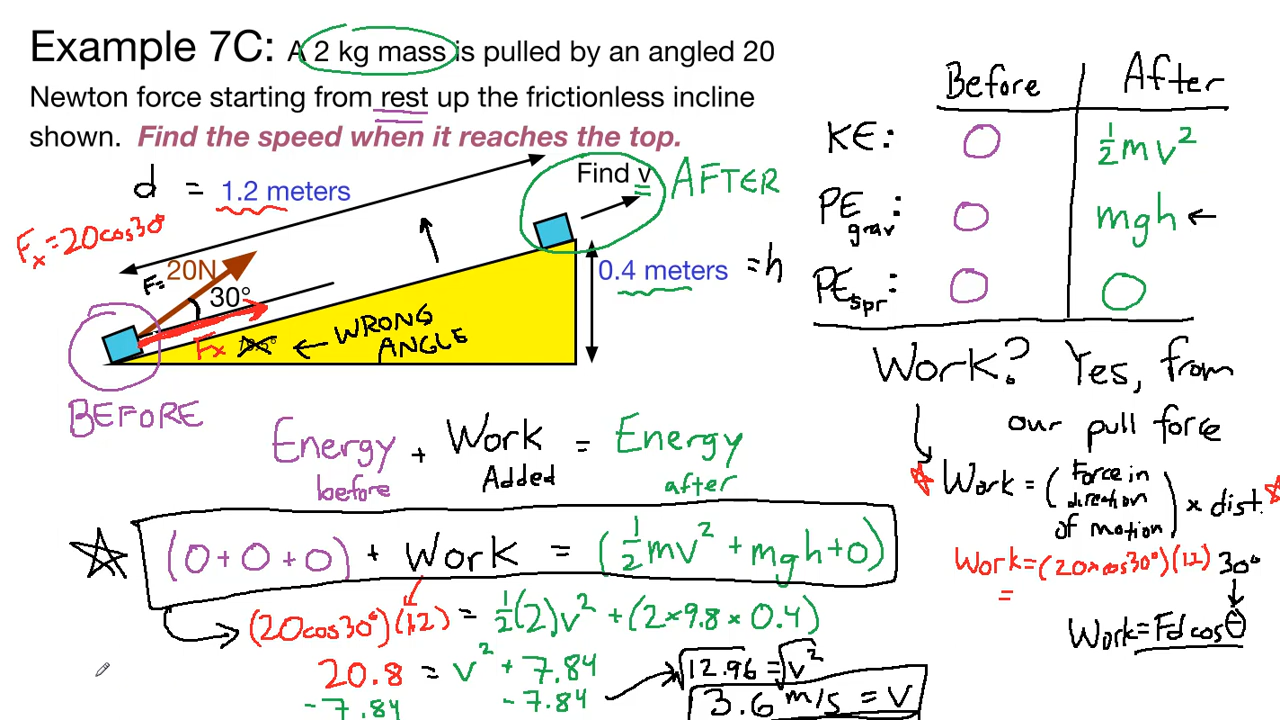 Example 7C: A 2 kg mass is pulled by an angled 20
Newton force starting from rest up the frictionless incline
shown. Find the speed when it reaches the top.
d = 1.2 meters
Find v
AFTER
Fx=20cos30°
F= 20N
30°
Fx
← WRONG
ANGLE
0.4 meters = h
BEFORE
Before After
KE: 0 ½mv²
PE grav: 0 mgh ←
PE spr: 0 0
Work? Yes, from
our pull force
Work = (Force in direction of motion) × dist.
Work=(20×cos30°)(1.2)
=
30°
Work=Fd cosθ
Energy before + Work Added = Energy after
(0+0+0) + Work = (½mv²+mgh+0)
(20cos30°)(1.2) = ½(2)v² + (2×9.8×0.4)
20.8 = v² + 7.84
-7.84 -7.84
√12.96 = √v²
3.6 m/s = v